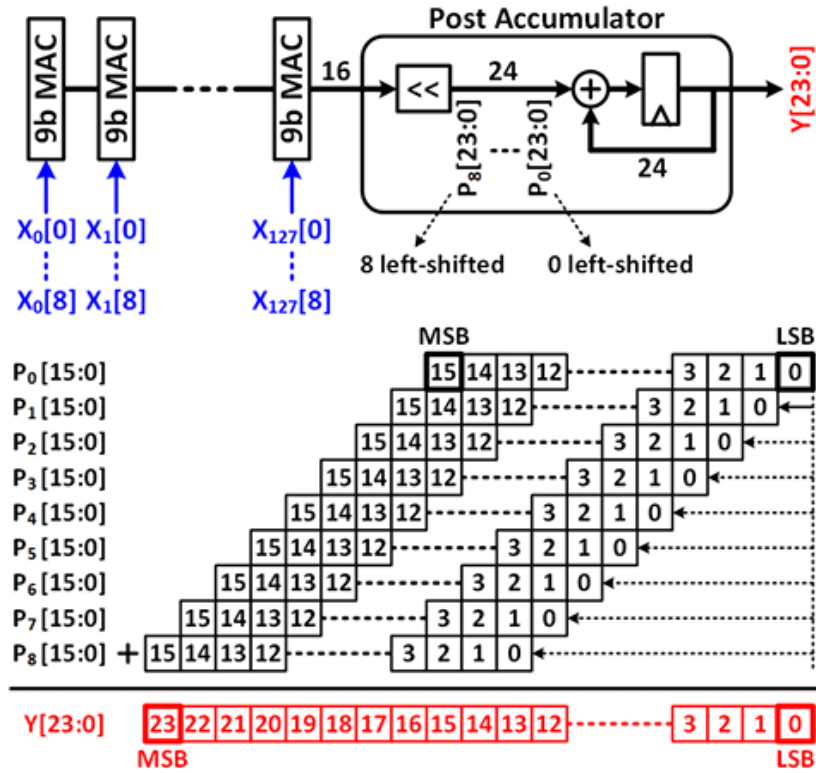 Post Accumulator
9b MAC 9b MAC 9b MAC 16 << 24 + 24 Y[23:0]
P₈[23:0] P₀[23:0]
X₀[0] X₁[0] X₁₂₇[0]
8 left-shifted 0 left-shifted
X₀[8] X₁[8] X₁₂₇[8]
MSB LSB
P₀[15:0] 15 14 13 12 3 2 1 0
P₁[15:0] 15 14 13 12 3 2 1 0
P₂[15:0] 15 14 13 12 3 2 1 0
P₃[15:0] 15 14 13 12 3 2 1 0
P₄[15:0] 15 14 13 12 3 2 1 0
P₅[15:0] 15 14 13 12 3 2 1 0
P₆[15:0] 15 14 13 12 3 2 1 0
P₇[15:0] 15 14 13 12 3 2 1 0
P₈[15:0] + 15 14 13 12 3 2 1 0
Y[23:0] 23 22 21 20 19 18 17 16 15 14 13 12 3 2 1 0
MSB LSB